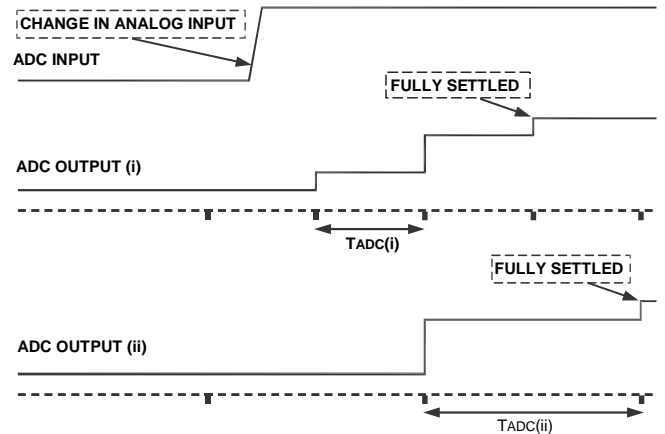 CHANGE IN ANALOG INPUT
ADC INPUT
FULLY SETTLED
ADC OUTPUT (i)
TADC(i)
FULLY SETTLED
ADC OUTPUT (ii)
TADC(ii)